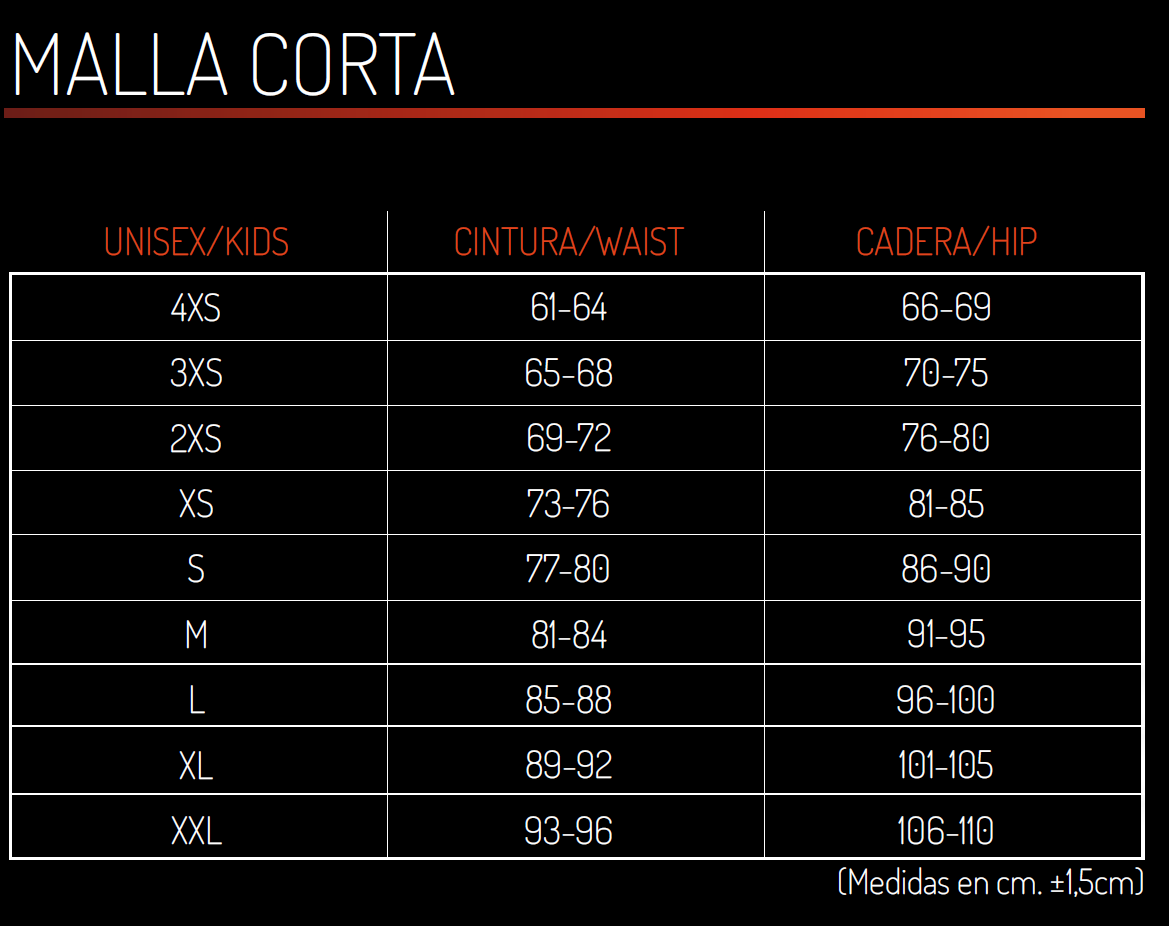 MALLA CORTA
UNISEX/KIDS CINTURA/WAIST CADERA/HIP
4XS 61-64 66-69
3XS 65-68 70-75
2XS 69-72 76-80
XS 73-76 81-85
S 77-80 86-90
M 81-84 91-95
L 85-88 96-100
XL 89-92 101-105
XXL 93-96 106-110
(Medidas en cm. ±1,5cm)